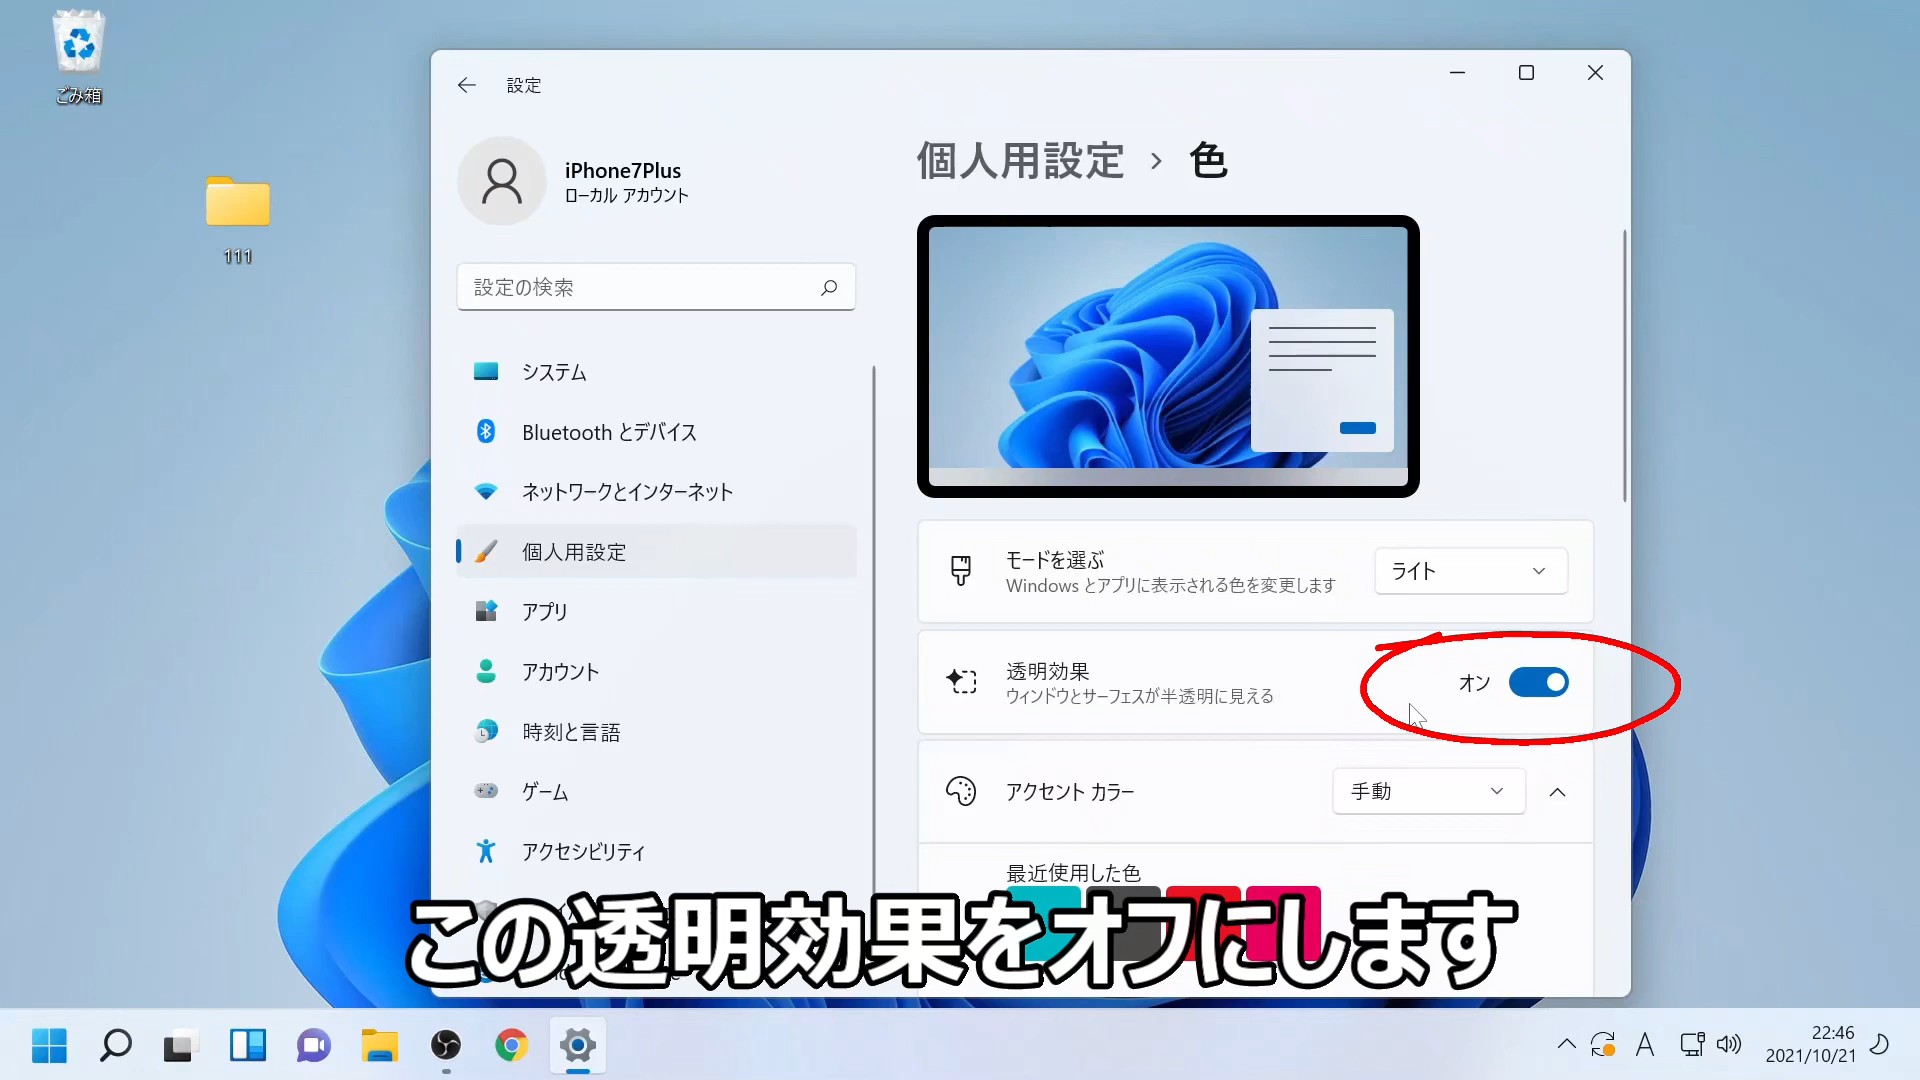 ごみ箱
111
設定
iPhone7Plus
ローカル アカウント
設定の検索
システム
Bluetooth とデバイス
ネットワークとインターネット
個人用設定
アプリ
アカウント
時刻と言語
ゲーム
アクセシビリティ
個人用設定 › 色
モードを選ぶ
Windows とアプリに表示される色を変更します
ライト
透明効果
ウィンドウとサーフェスが半透明に見える
オン
アクセント カラー
手動
最近使用した色
この透明効果をオフにします
A
22:46
2021/10/21